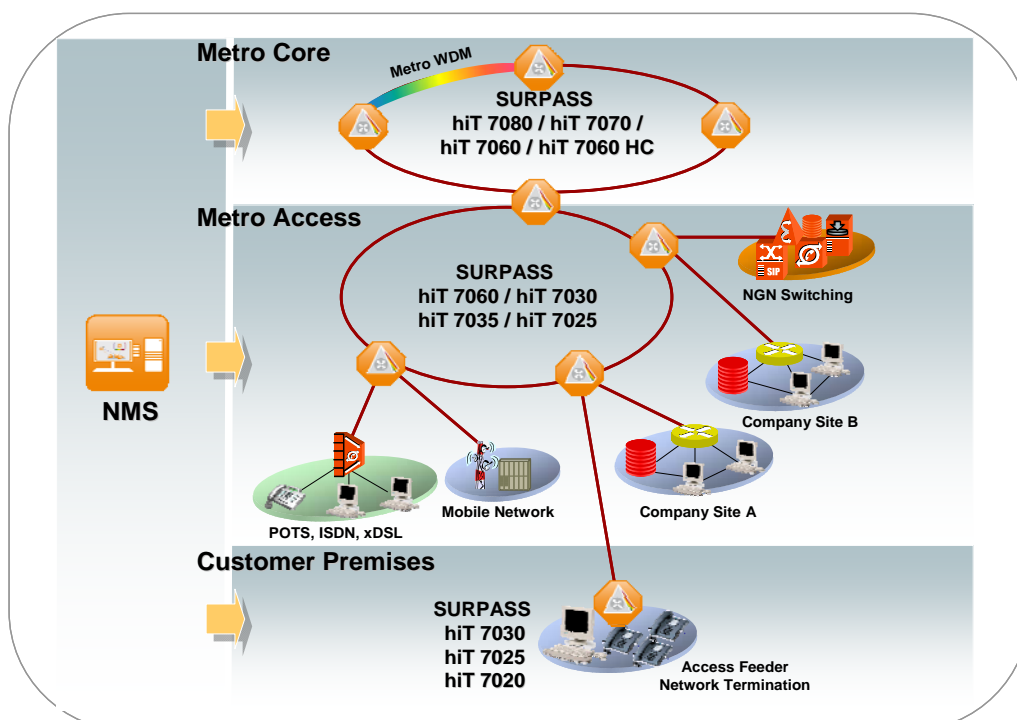 Metro Core
Metro WDM
SURPASS
hiT 7080 / hiT 7070 /
hiT 7060 / hiT 7060 HC
Metro Access
SURPASS
hiT 7060 / hiT 7030
hiT 7035 / hiT 7025
SIP
NGN Switching
NMS
Company Site B
POTS, ISDN, xDSL
Mobile Network
Company Site A
Customer Premises
SURPASS
hiT 7030
hiT 7025
hiT 7020
Access Feeder
Network Termination